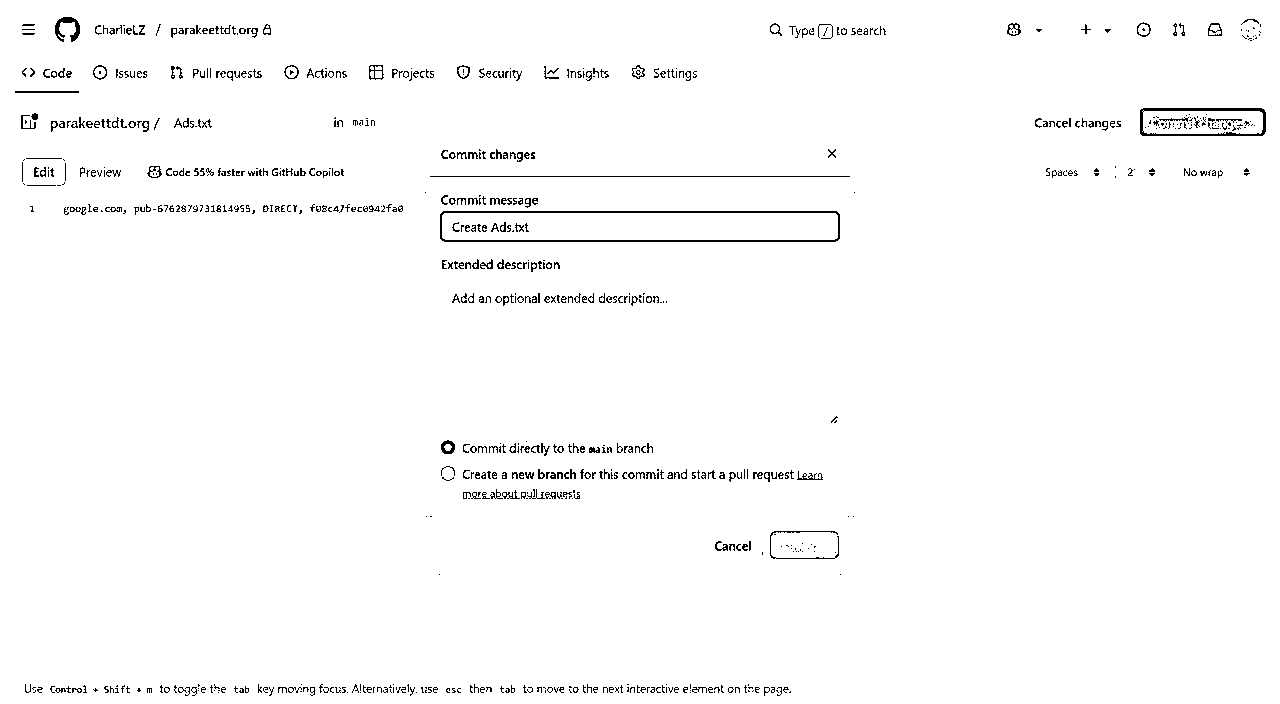 CharlieLZ / parakeettdt.org
Type / to search
Code Issues Pull requests Actions Projects Security Insights Settings
parakeettdt.org / Ads.txt in main
Cancel changes
Edit Preview Code 55% faster with GitHub Copilot
Spaces 2 No wrap
1 google.com, pub-6762879731814955, DIRECT, f08c47fec0942fa0
Commit changes
Commit message
Create Ads.txt
Extended description
Add an optional extended description...
Commit directly to the main branch
Create a new branch for this commit and start a pull request Learn
more about pull requests
Cancel
Use Control + Shift + m to toggle the tab key moving focus. Alternatively, use esc then tab to move to the next interactive element on the page.